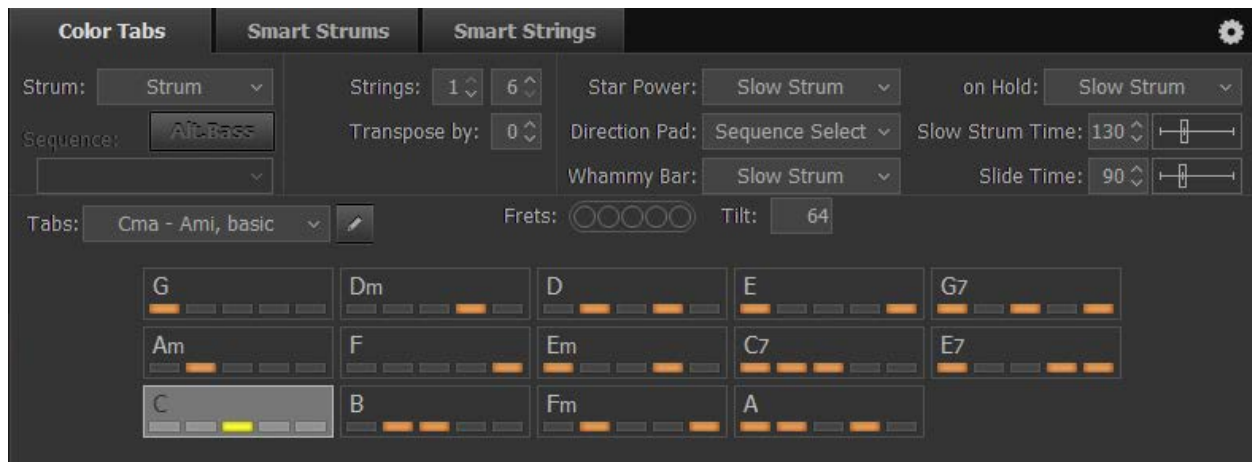 Color Tabs Smart Strums Smart Strings
Strum: Strum Strings: 1 6 Star Power: Slow Strum on Hold: Slow Strum
Sequence: Alt.Bass Transpose by: 0 Direction Pad: Sequence Select Slow Strum Time: 130
Whammy Bar: Slow Strum Slide Time: 90
Tabs: Cma - Ami, basic Frets: Tilt: 64
G Dm D E G7
Am F Em C7 E7
C B Fm A